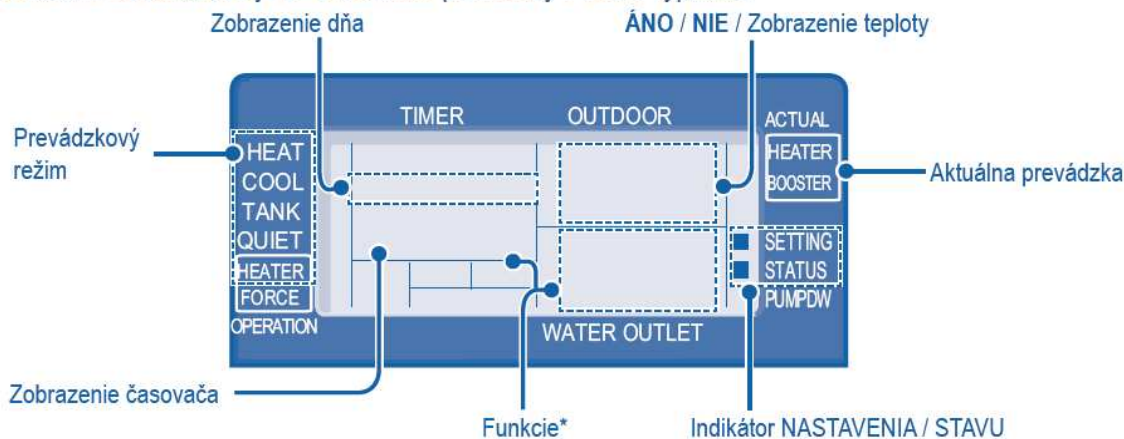 Zobrazenie dňa
ÁNO / NIE / Zobrazenie teploty
TIMER
OUTDOOR
ACTUAL
Prevádzkový
režim
HEAT
COOL
TANK
QUIET
HEATER
FORCE
OPERATION
HEATER
BOOSTER
Aktuálna prevádzka
SETTING
STATUS
PUMPDW
WATER OUTLET
Zobrazenie časovača
Funkcie*
Indikátor NASTAVENIA / STAVU